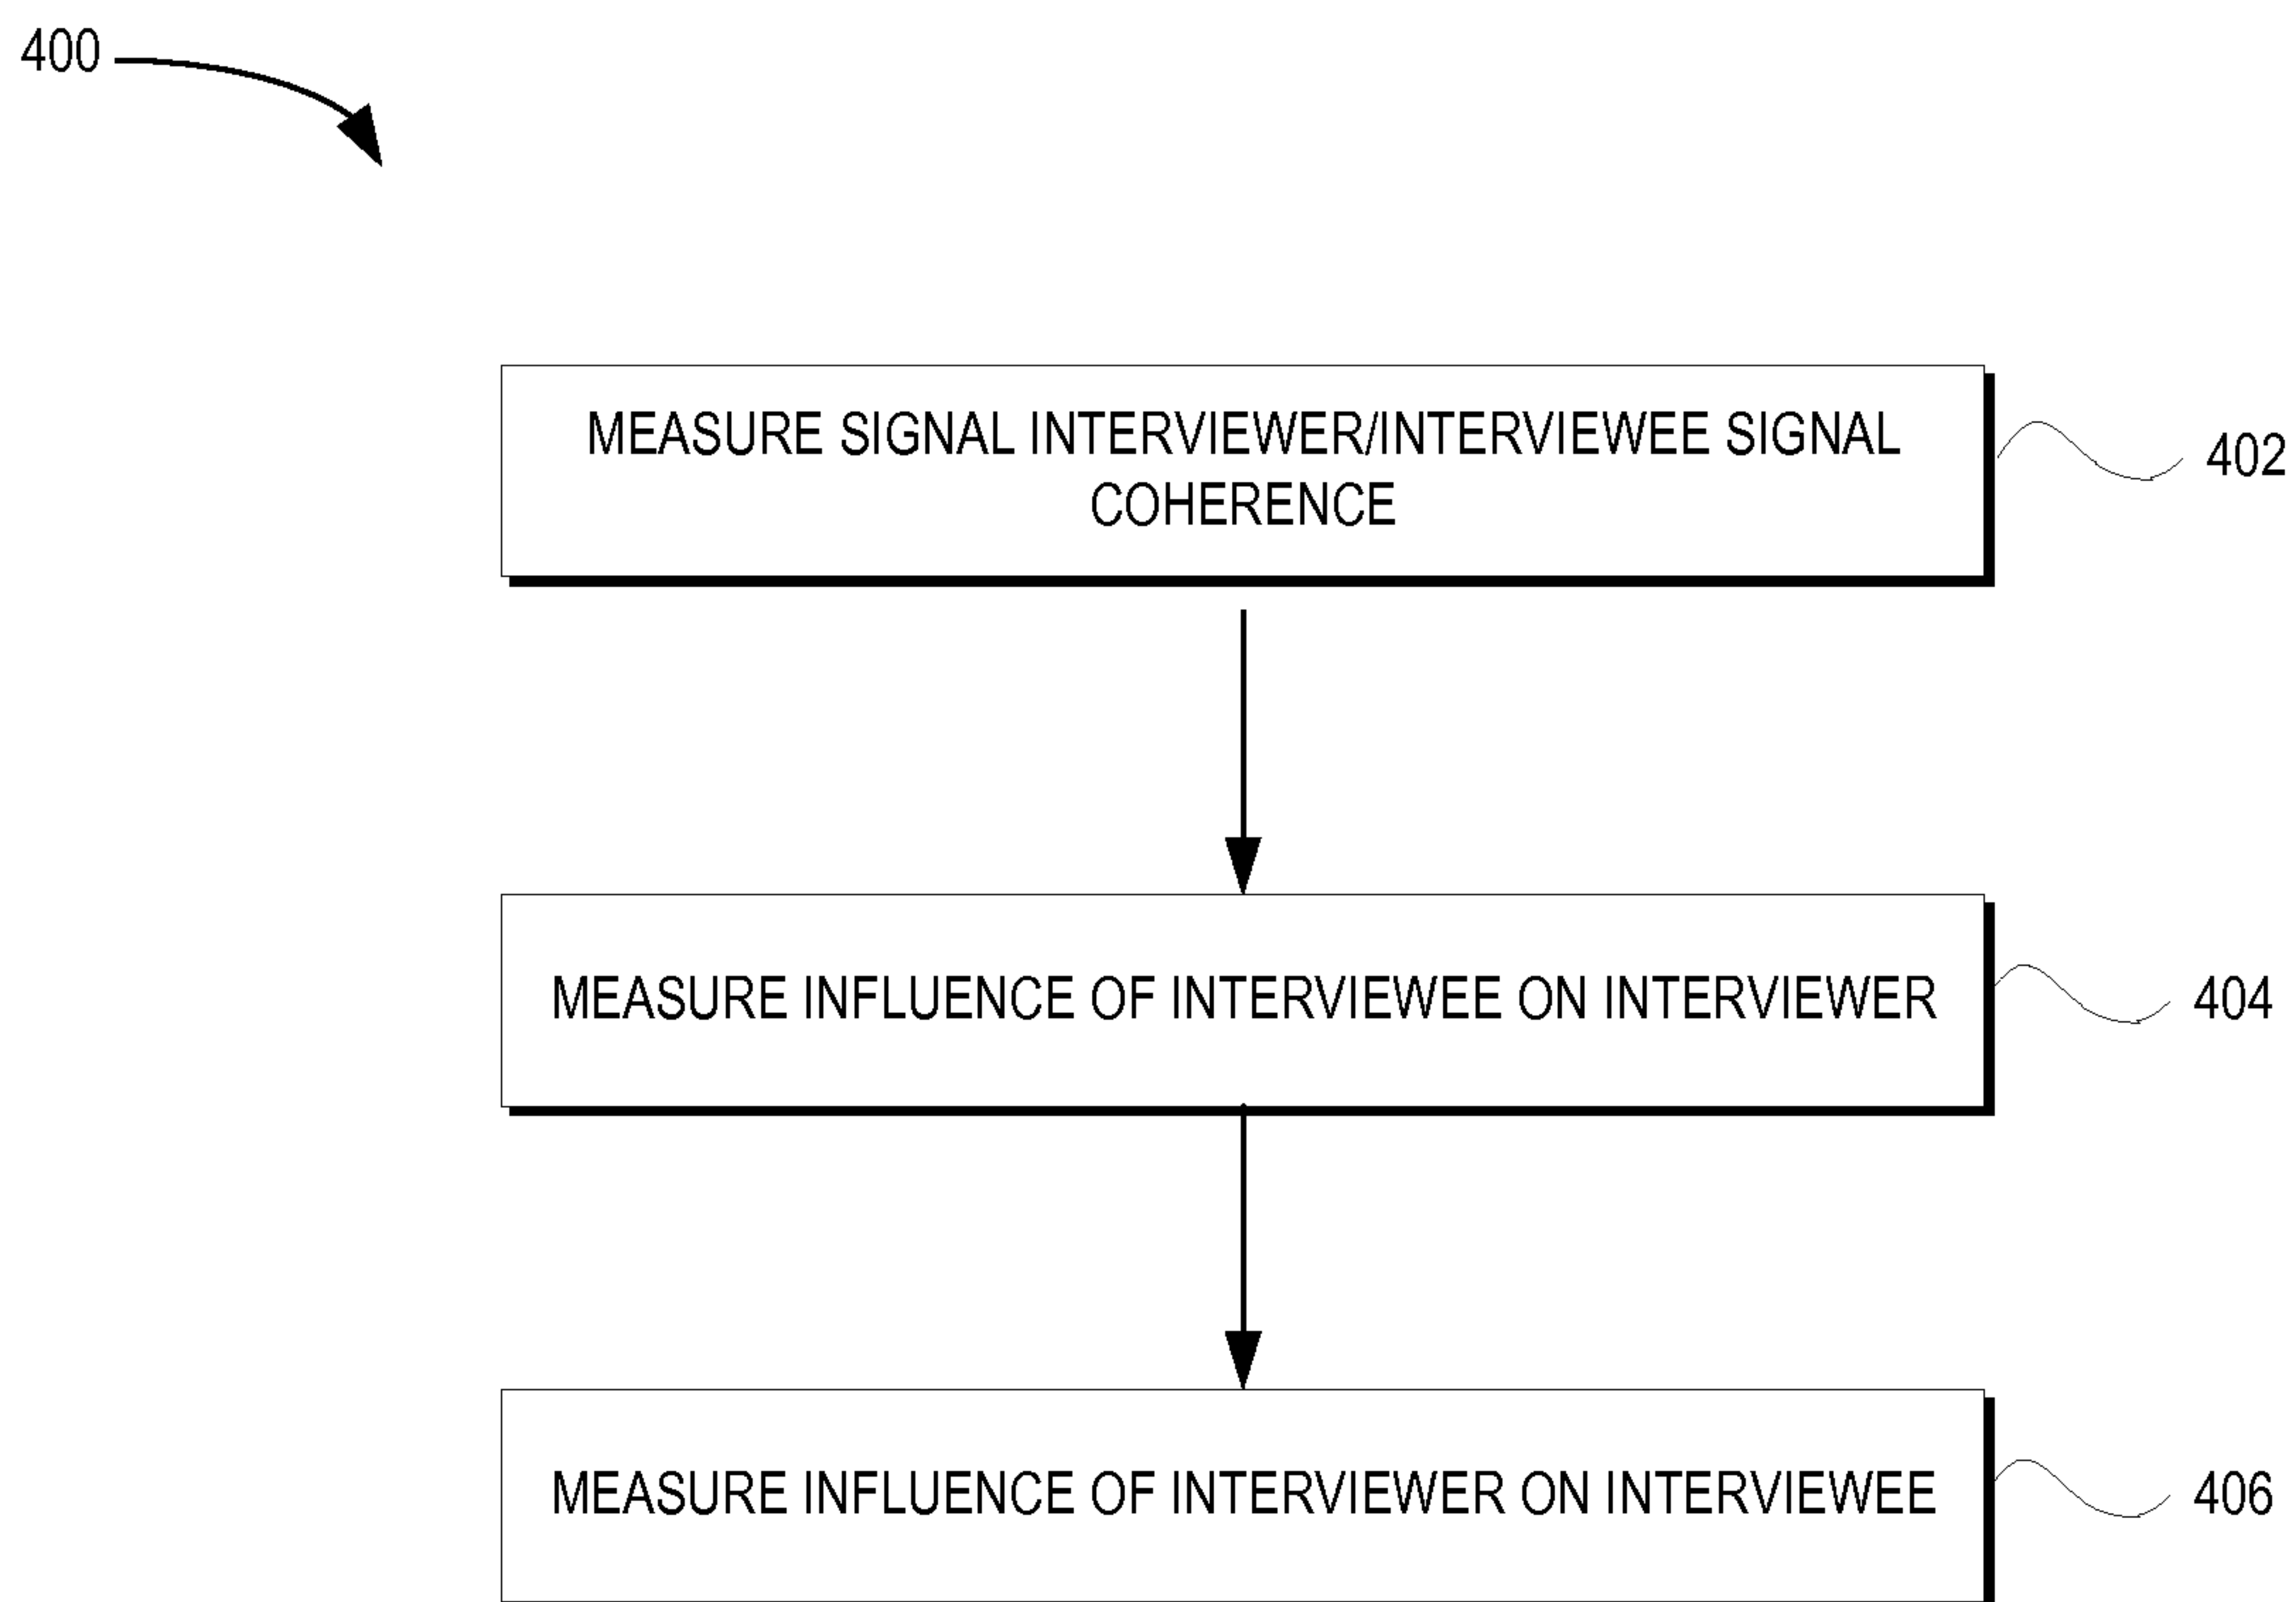 400
MEASURE SIGNAL INTERVIEWER/INTERVIEWEE SIGNAL
COHERENCE
402
MEASURE INFLUENCE OF INTERVIEWEE ON INTERVIEWER
404
MEASURE INFLUENCE OF INTERVIEWER ON INTERVIEWEE
406